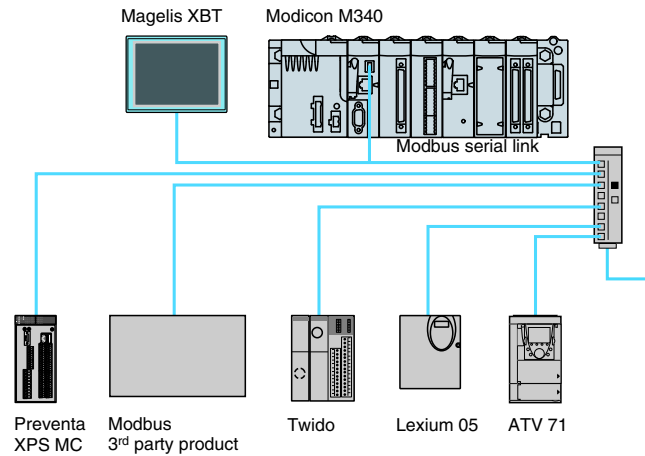 Magelis XBT
Modicon M340
Modbus serial link
Preventa
XPS MC
Modbus
3rd party product
Twido
Lexium 05
ATV 71